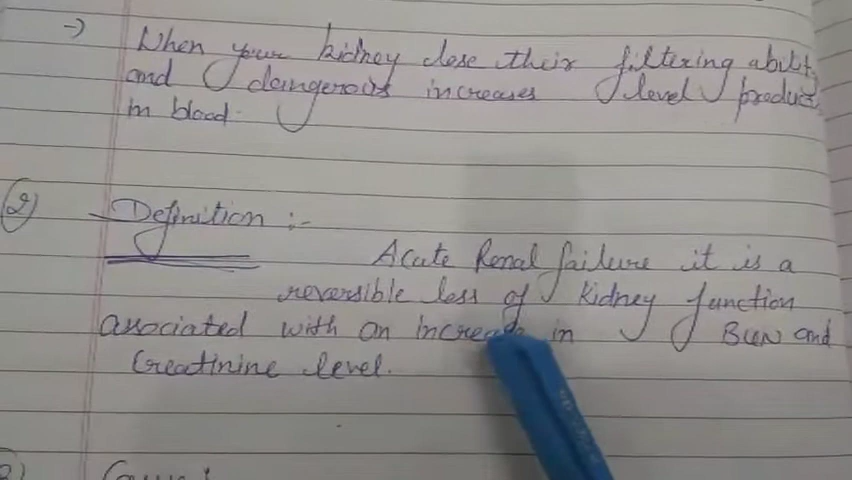 → When your kidney lose their filtering ability
and dangerous increases level product
in blood.
② Definition :-
Acute Renal failure it is a
reversible loss of kidney function
associated with an increase in BUN and
Creatinine level.